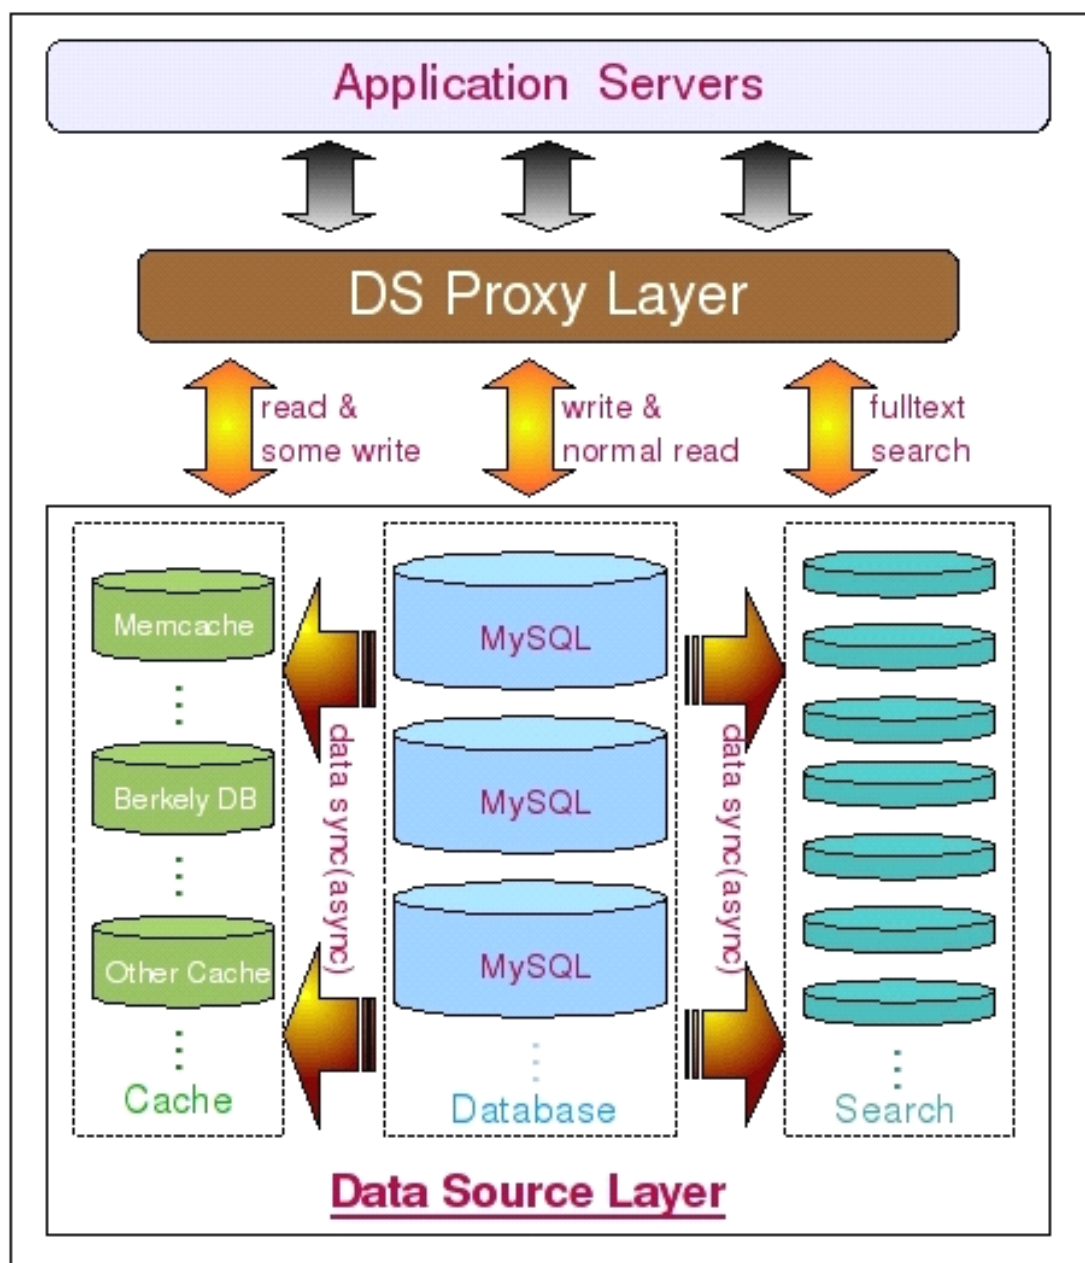 Application Servers
DS Proxy Layer
read &
some write
write &
normal read
fulltext
search
Memcache
Berkely DB
Other Cache
Cache
data sync(async)
MySQL
MySQL
MySQL
Database
data sync(async)
Search
Data Source Layer